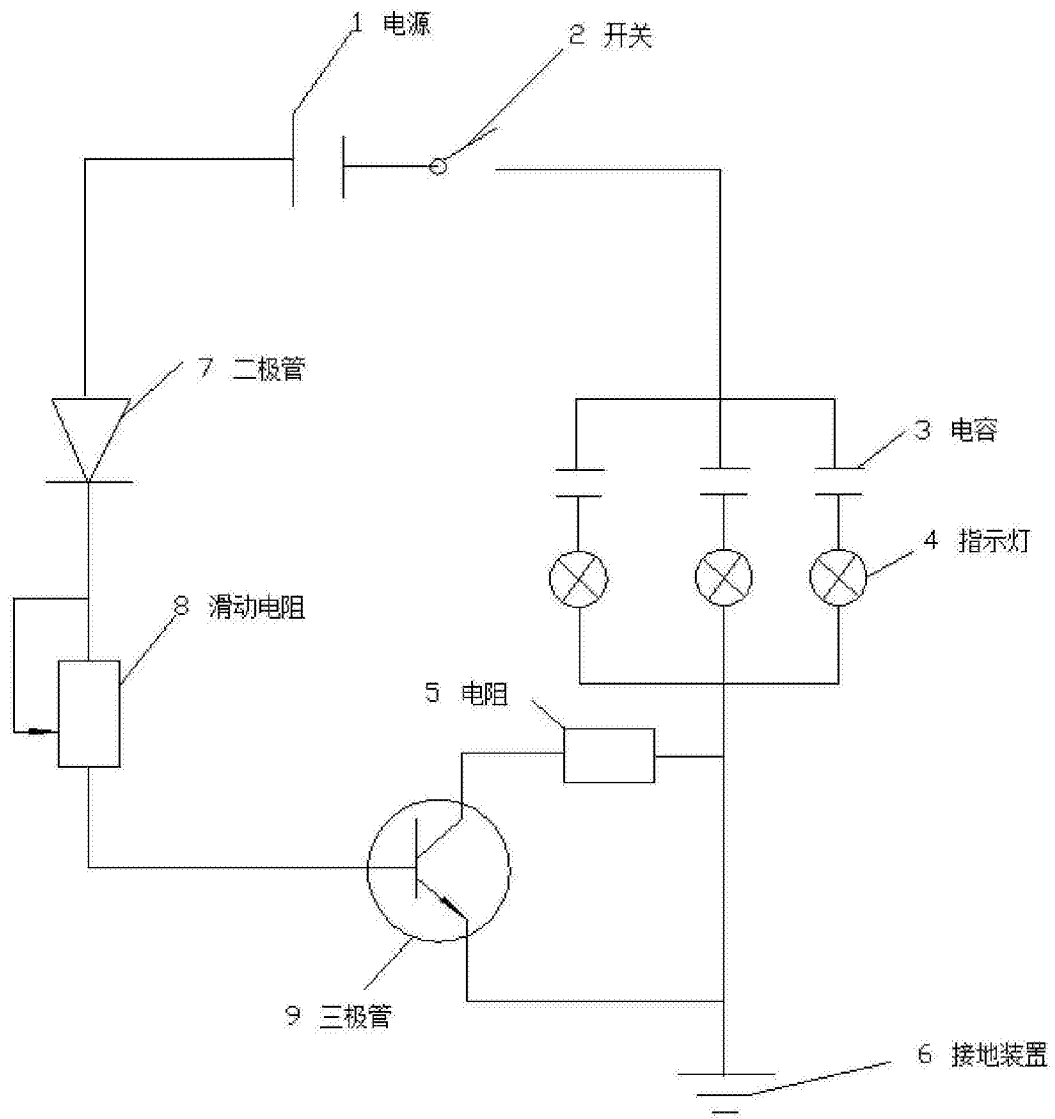 1 电源
2 开关
7 二极管
3 电容
4 指示灯
8 滑动电阻
5 电阻
9 三极管
6 接地装置